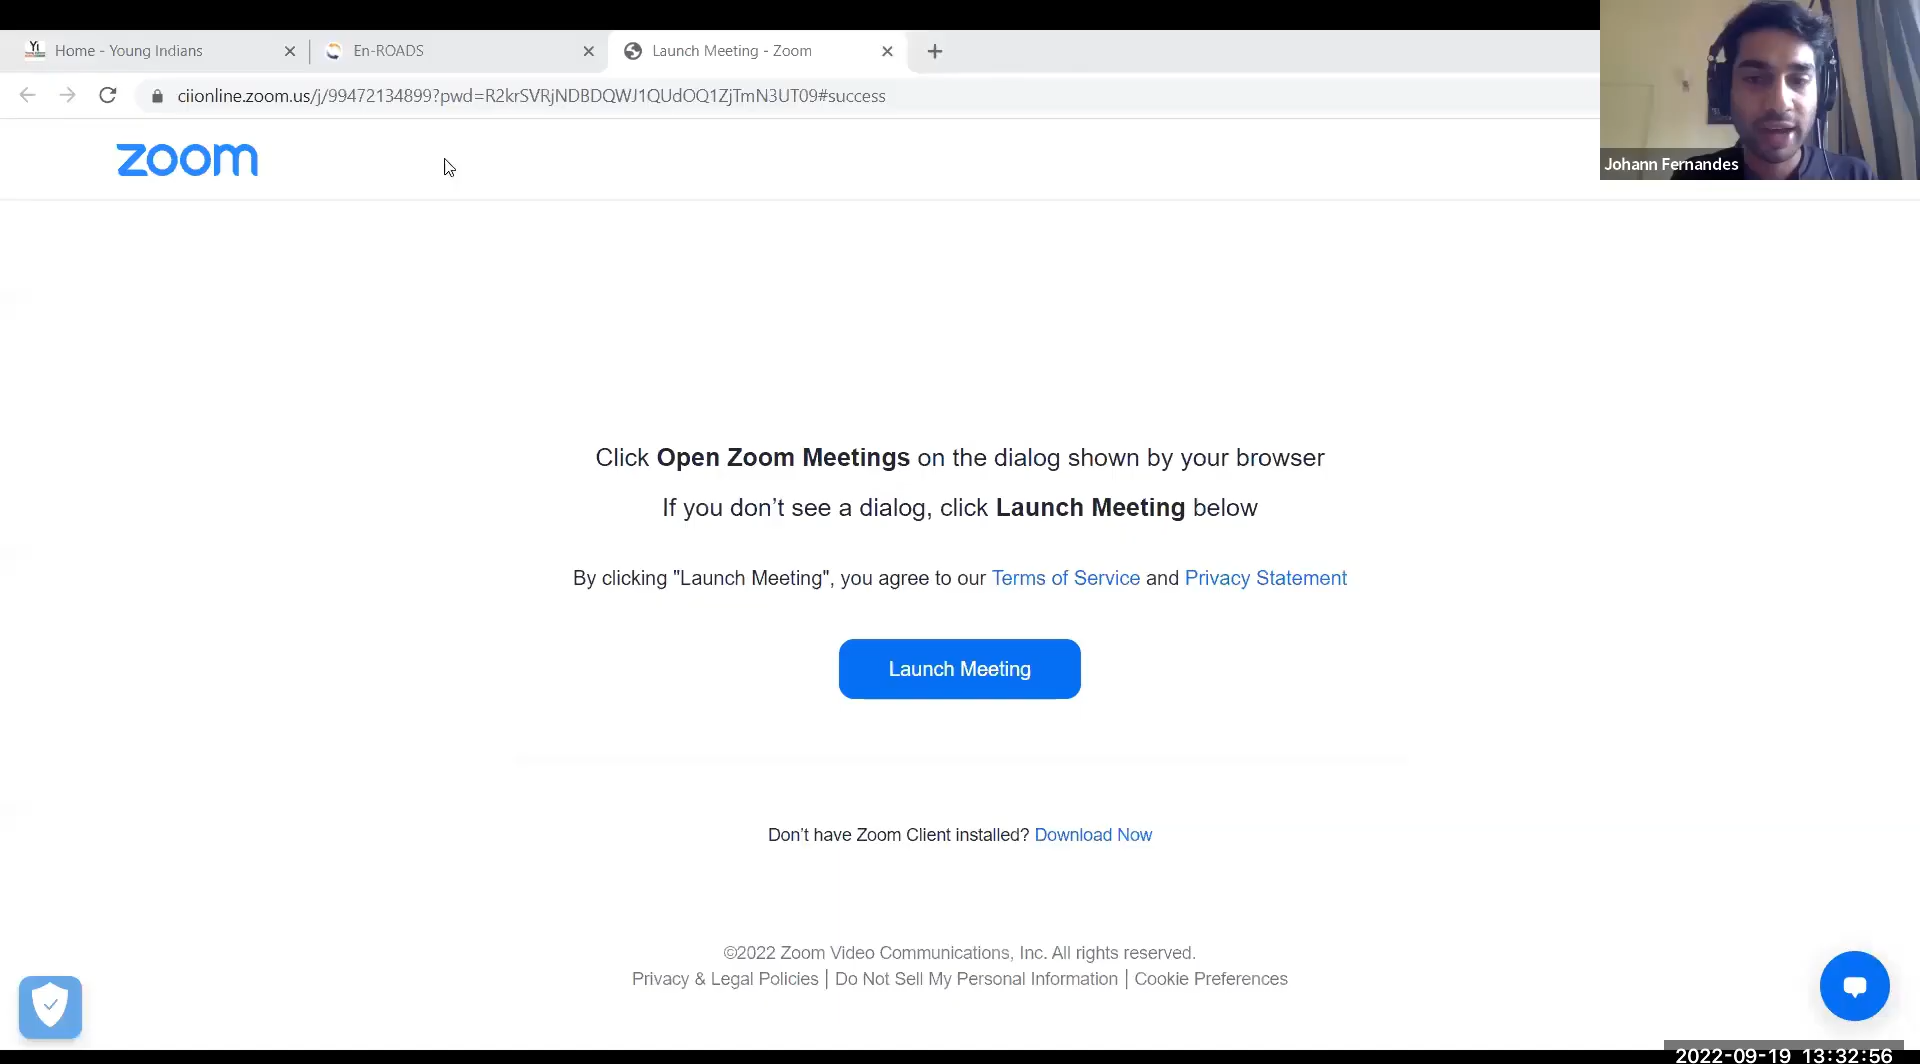 Yi
Home - Young Indians
En-ROADS
Launch Meeting - Zoom
ciionline.zoom.us/j/99472134899?pwd=R2krSVRjNDBDQWJ1QUdOQ1ZjTmN3UT09#success
zoom
Johann Fernandes
Click Open Zoom Meetings on the dialog shown by your browser
If you don’t see a dialog, click Launch Meeting below
By clicking "Launch Meeting", you agree to our Terms of Service and Privacy Statement
Launch Meeting
Don’t have Zoom Client installed? Download Now
©2022 Zoom Video Communications, Inc. All rights reserved.
Privacy & Legal Policies | Do Not Sell My Personal Information | Cookie Preferences
2022-09-19 13:32:56